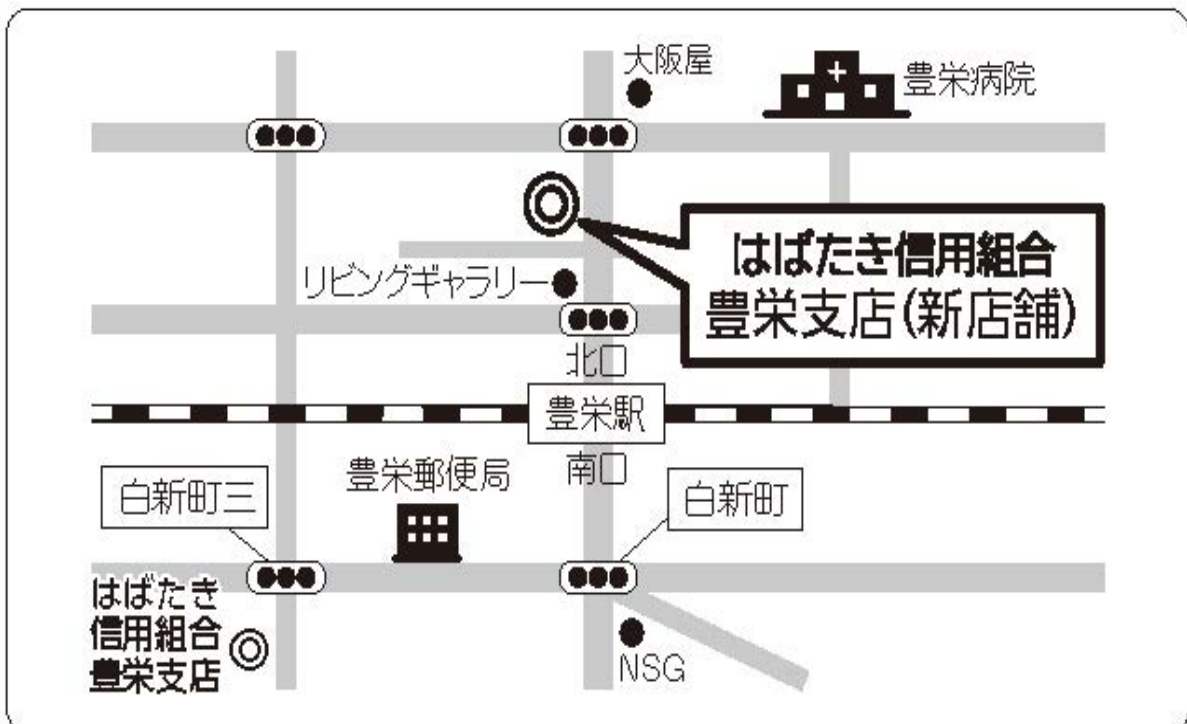 大阪屋
豊栄病院
はばたき信用組合
豊栄支店(新店舗)
リビングギャラリー
北口
豊栄駅
南口
豊栄郵便局
白新町三
白新町
はばたき
信用組合
豊栄支店
NSG